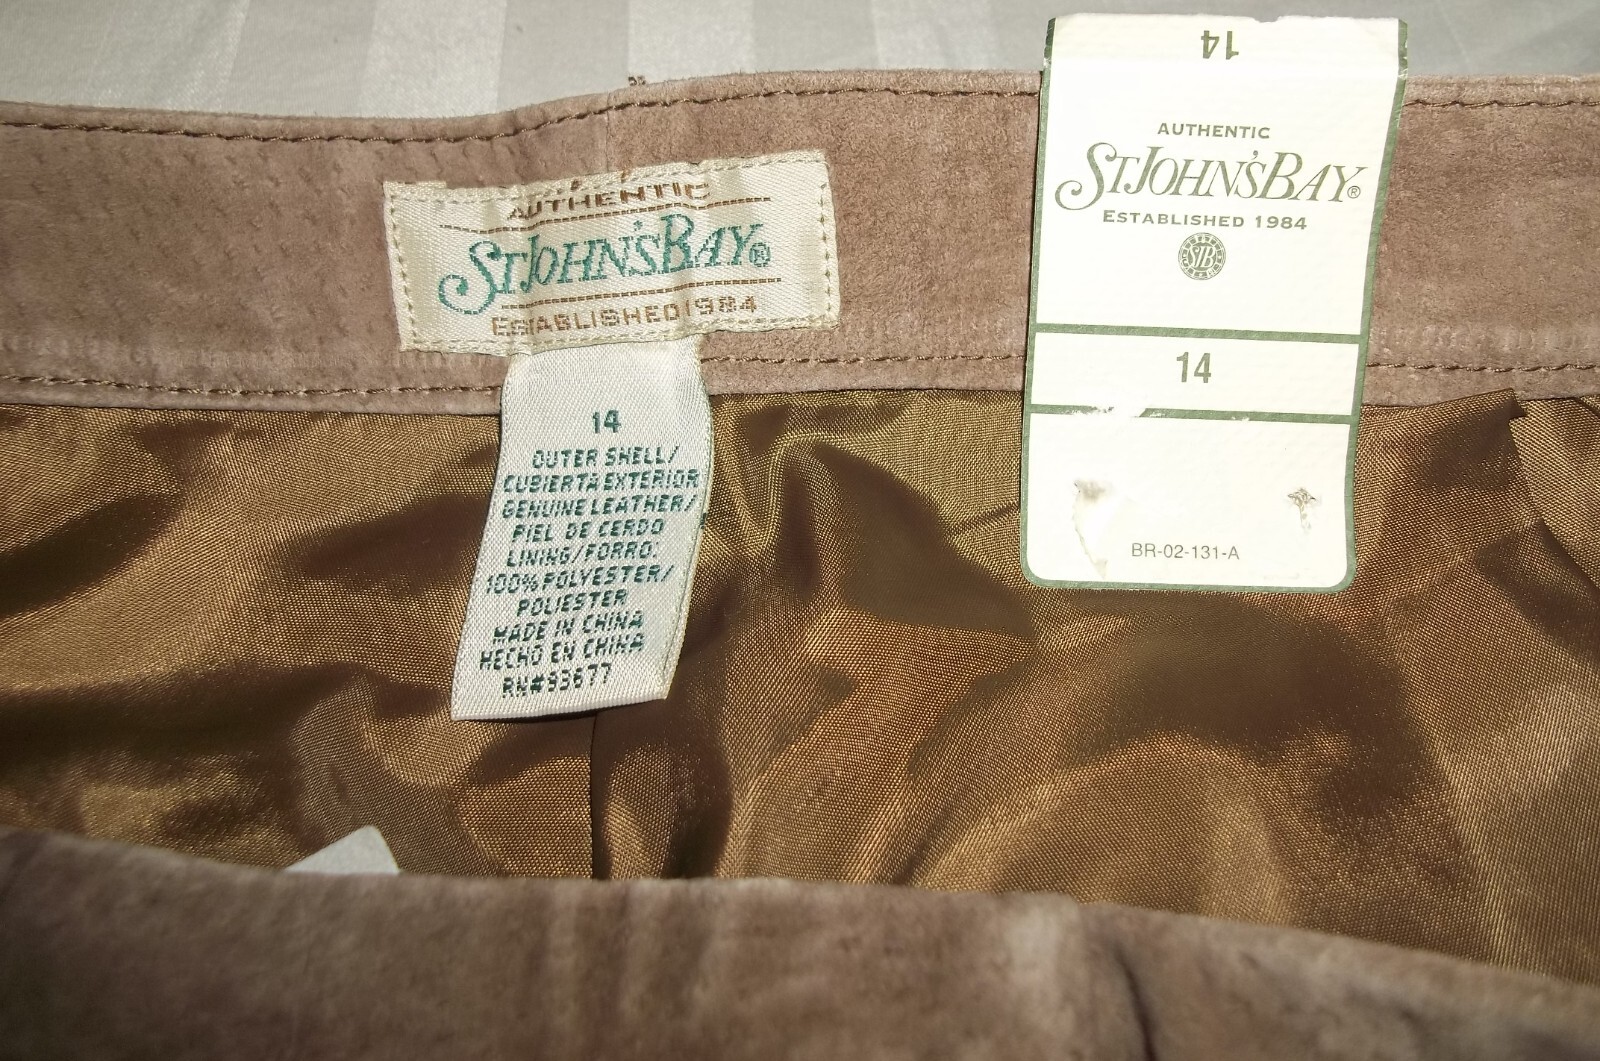 AUTHENTIC
ST.JOHN'S BAY®
ESTABLISHED 1984
14
OUTER SHELL/
CUBIERTA EXTERIOR
GENUINE LEATHER/
PIEL DE CERDO
LINING/FORRO:
100% POLYESTER/
POLIESTER
MADE IN CHINA
HECHO EN CHINA
RN#93677
14
AUTHENTIC
ST.JOHN'S BAY®
ESTABLISHED 1984
SJB
14
BR-02-131-A